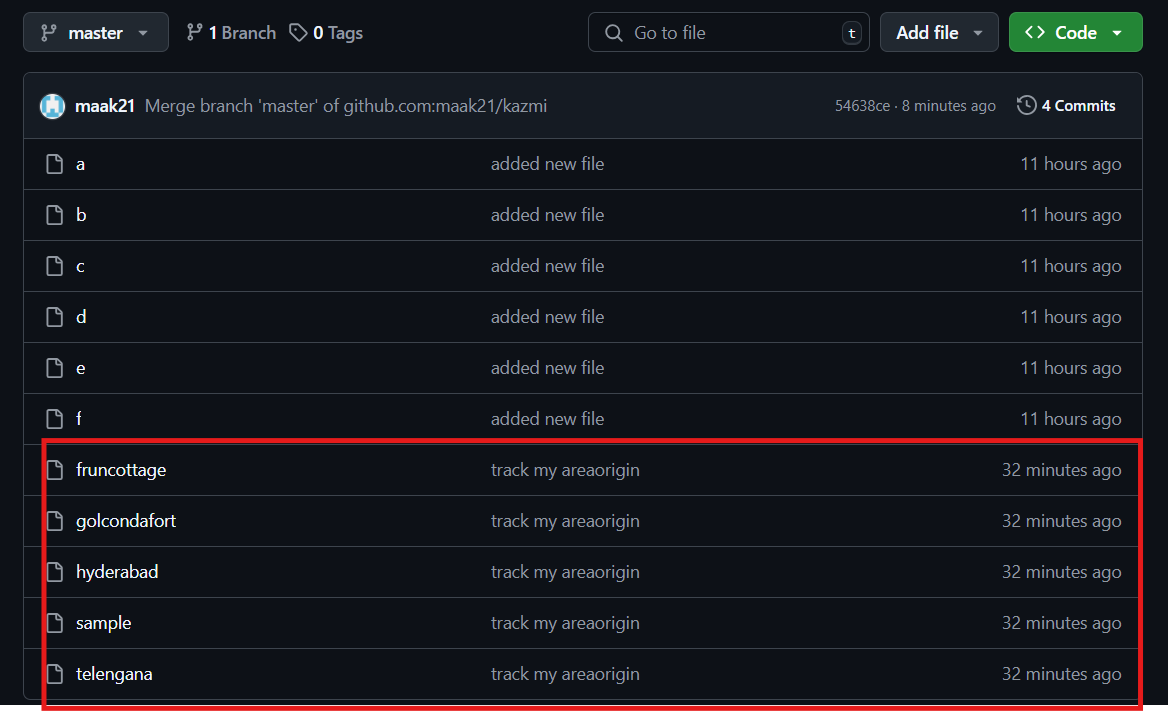 master 1 Branch 0 Tags Go to file t Add file Code
maak21 Merge branch 'master' of github.com:maak21/kazmi 54638ce · 8 minutes ago 4 Commits
a added new file 11 hours ago
b added new file 11 hours ago
c added new file 11 hours ago
d added new file 11 hours ago
e added new file 11 hours ago
f added new file 11 hours ago
fruncottage track my areaorigin 32 minutes ago
golcondafort track my areaorigin 32 minutes ago
hyderabad track my areaorigin 32 minutes ago
sample track my areaorigin 32 minutes ago
telengana track my areaorigin 32 minutes ago